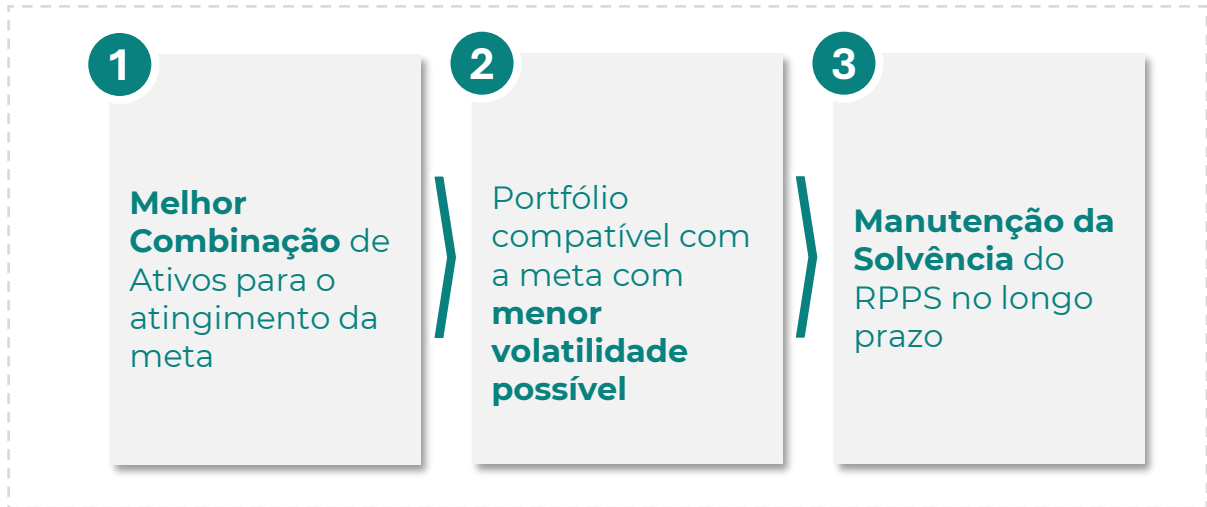 1
Melhor
Combinação de
Ativos para o
atingimento da
meta
2
Portfólio
compatível com
a meta com
menor
volatilidade
possível
3
Manutenção da
Solvência do
RPPS no longo
prazo